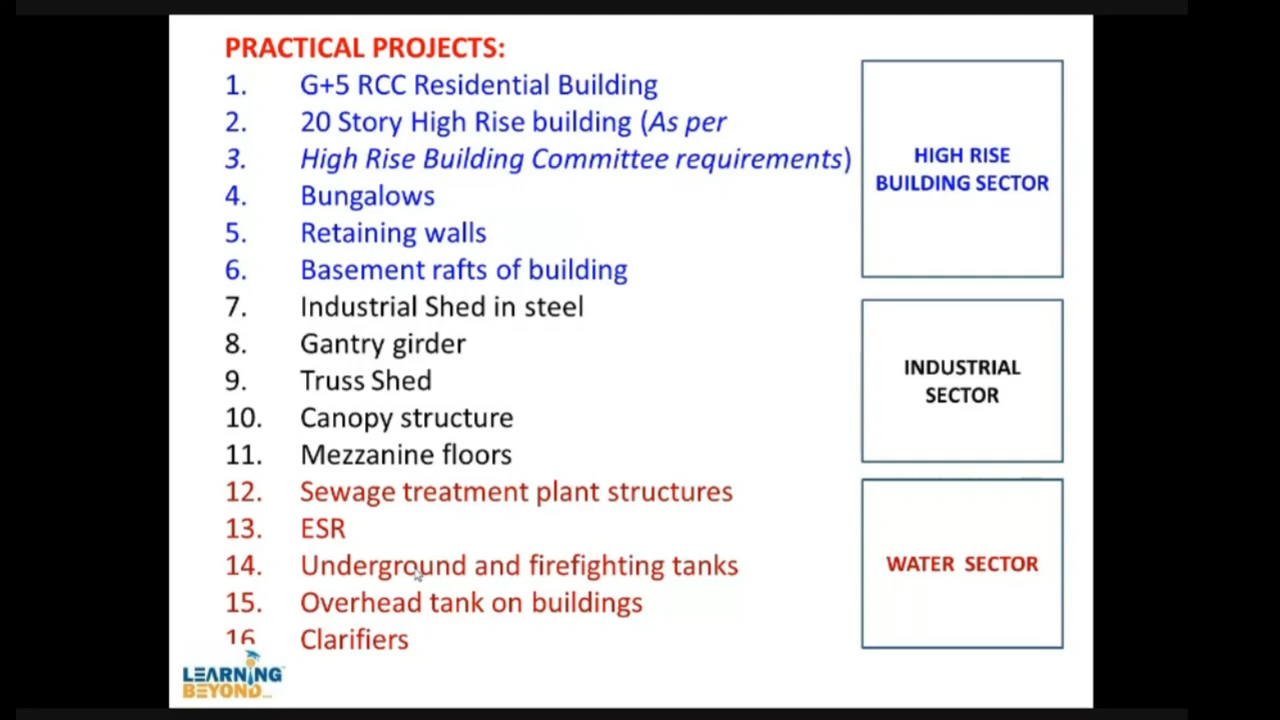 PRACTICAL PROJECTS:
1. G+5 RCC Residential Building
2. 20 Story High Rise building (As per
3. High Rise Building Committee requirements)
4. Bungalows
5. Retaining walls
6. Basement rafts of building
HIGH RISE
BUILDING SECTOR
7. Industrial Shed in steel
8. Gantry girder
9. Truss Shed
10. Canopy structure
11. Mezzanine floors
INDUSTRIAL
SECTOR
12. Sewage treatment plant structures
13. ESR
14. Underground and firefighting tanks
15. Overhead tank on buildings
16 Clarifiers
WATER SECTOR
LEARNING
BEYOND...